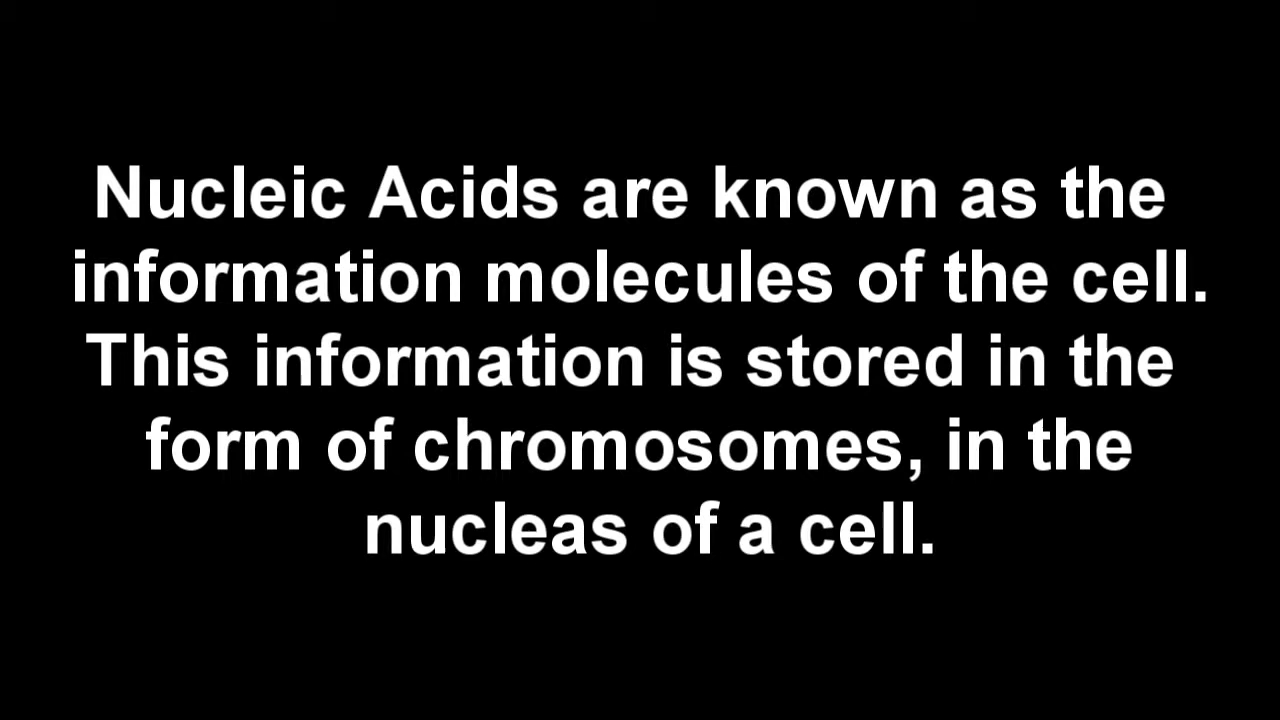 Nucleic Acids are known as the
information molecules of the cell.
This information is stored in the
form of chromosomes, in the
nucleas of a cell.